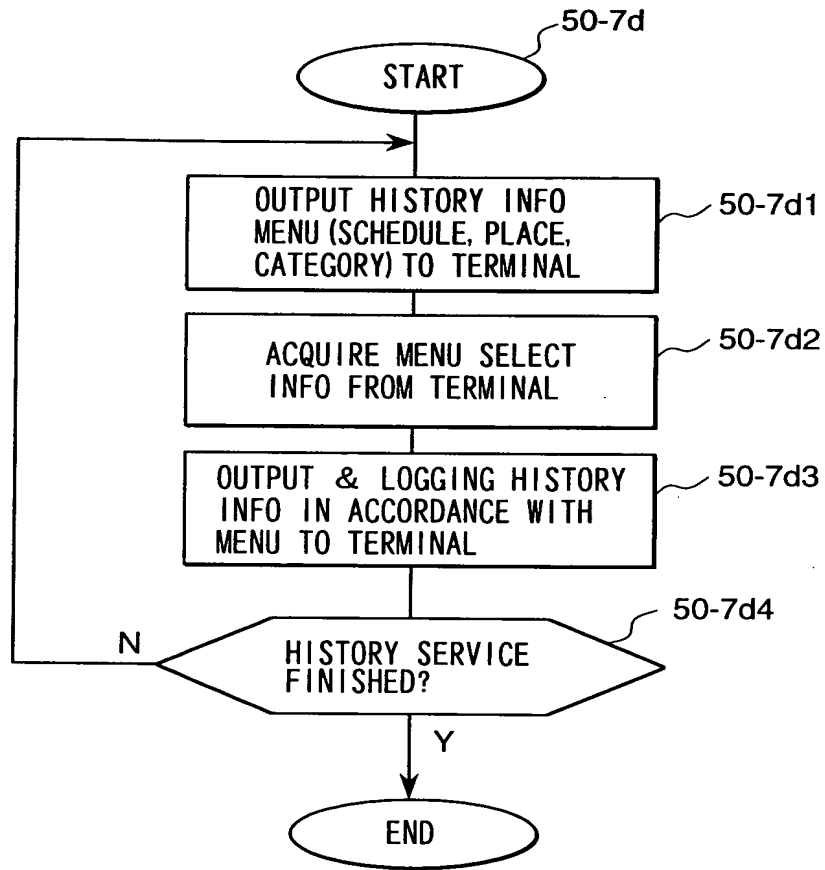 50-7d
START
OUTPUT HISTORY INFO
MENU (SCHEDULE, PLACE,
CATEGORY) TO TERMINAL
50-7d1
ACQUIRE MENU SELECT
INFO FROM TERMINAL
50-7d2
OUTPUT & LOGGING HISTORY
INFO IN ACCORDANCE WITH
MENU TO TERMINAL
50-7d3
50-7d4
N
HISTORY SERVICE
FINISHED?
Y
END